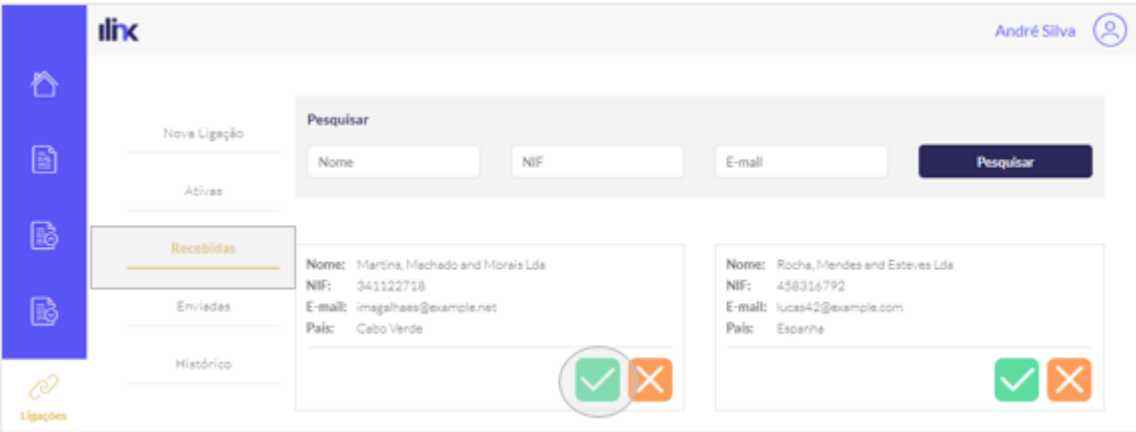 ilink
André Silva
Nova Ligação
Ativas
Recebidas
Enviadas
Histórico
Ligações
Pesquisar
Nome
NIF
E-mail
Pesquisar
Nome: Martins, Machado and Morais Lda
NIF: 341122718
E-mail: imagalhaes@example.net
País: Cabo Verde
Nome: Rocha, Mendes and Esteves Lda
NIF: 458316792
E-mail: lucas42@example.com
País: Espanha